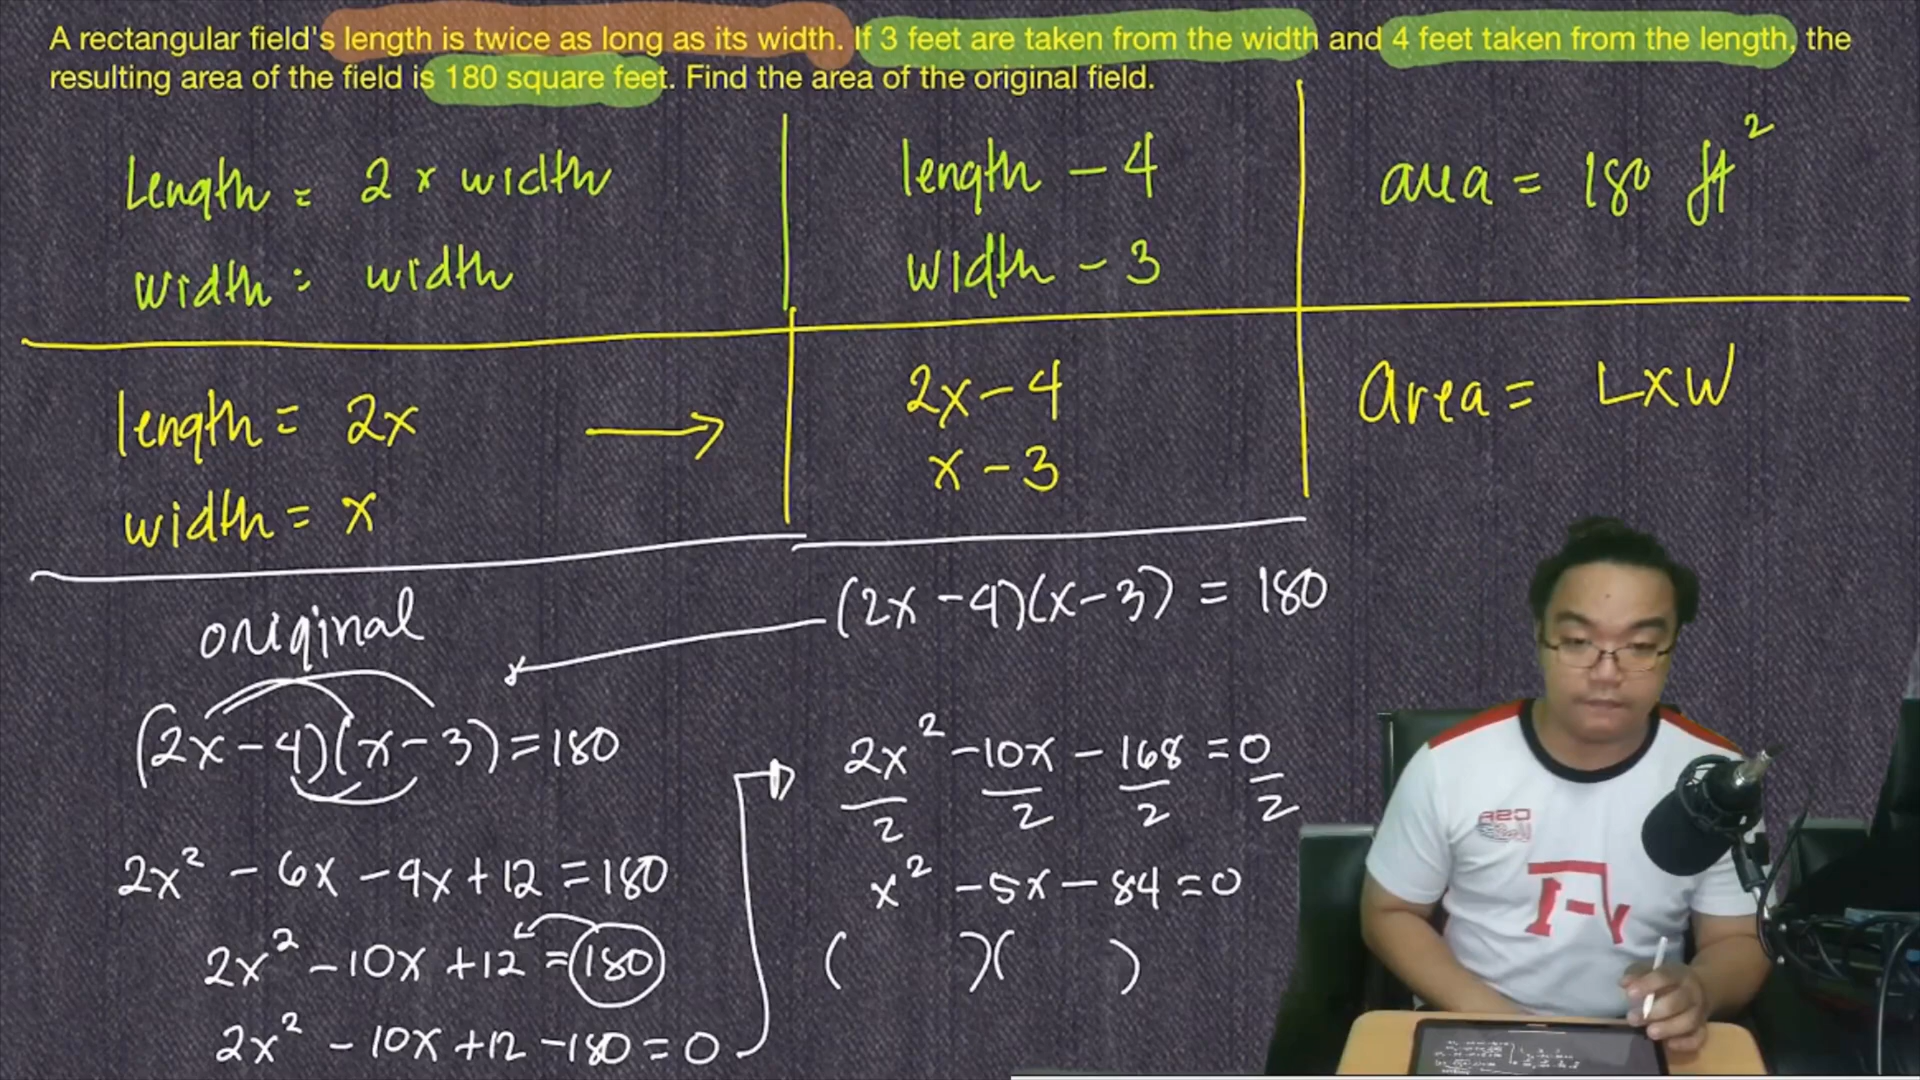 A rectangular field's length is twice as long as its width. If 3 feet are taken from the width and 4 feet taken from the length, the
resulting area of the field is 180 square feet. Find the area of the original field.
Length = 2 x width
width = width
length - 4
width - 3
area = 180 ft²
length = 2x
width = x
2x - 4
x - 3
Area = L x W
original
(2x - 4)(x - 3) = 180
(2x - 4)(x - 3) = 180
2x² - 6x - 4x + 12 = 180
2x² - 10x + 12 = 180
2x² - 10x + 12 - 180 = 0
2x² - 10x - 168 = 0
2 2 2 2
x² - 5x - 84 = 0
( )( )